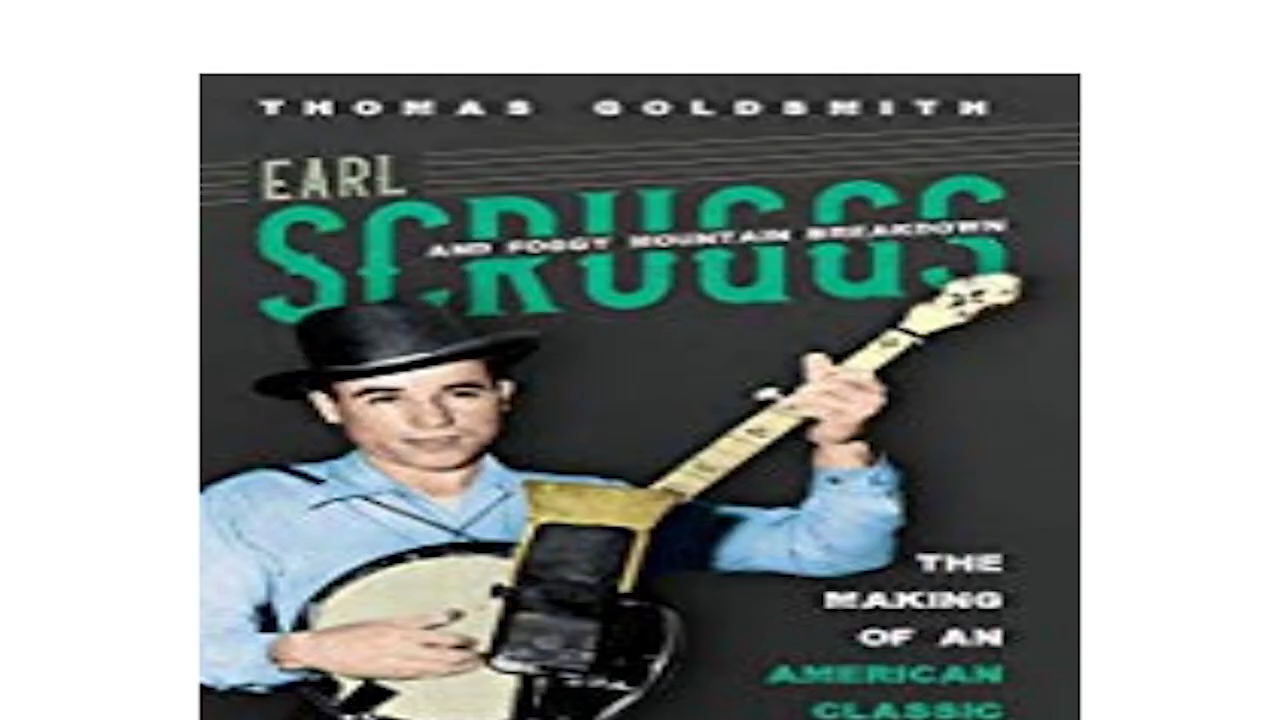 THOMAS GOLDSMITH
EARL
SCRUGGS
AND FOGGY MOUNTAIN BREAKDOWN
THE
MAKING
OF AN
AMERICAN
CLASSIC